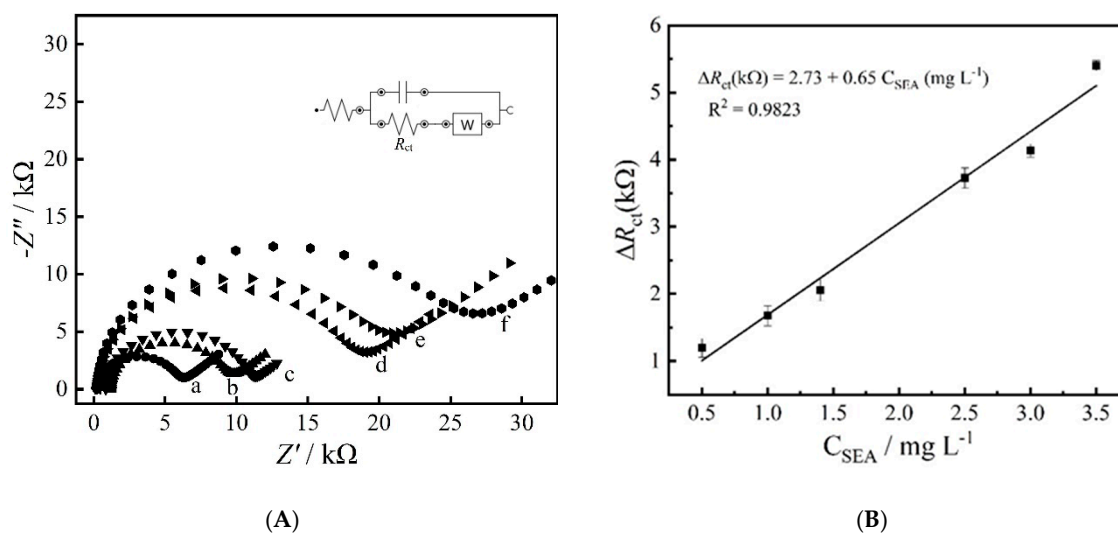 30
25
20
15
10
5
0
-Z″ / kΩ
R_ct
W
a
b
c
d
e
f
0 5 10 15 20 25 30
Z′ / kΩ
(A)
6
5
4
3
2
1
ΔR_ct(kΩ)
ΔR_ct(kΩ) = 2.73 + 0.65 C_SEA (mg L⁻¹)
R² = 0.9823
0.5 1.0 1.5 2.0 2.5 3.0 3.5
C_SEA / mg L⁻¹
(B)